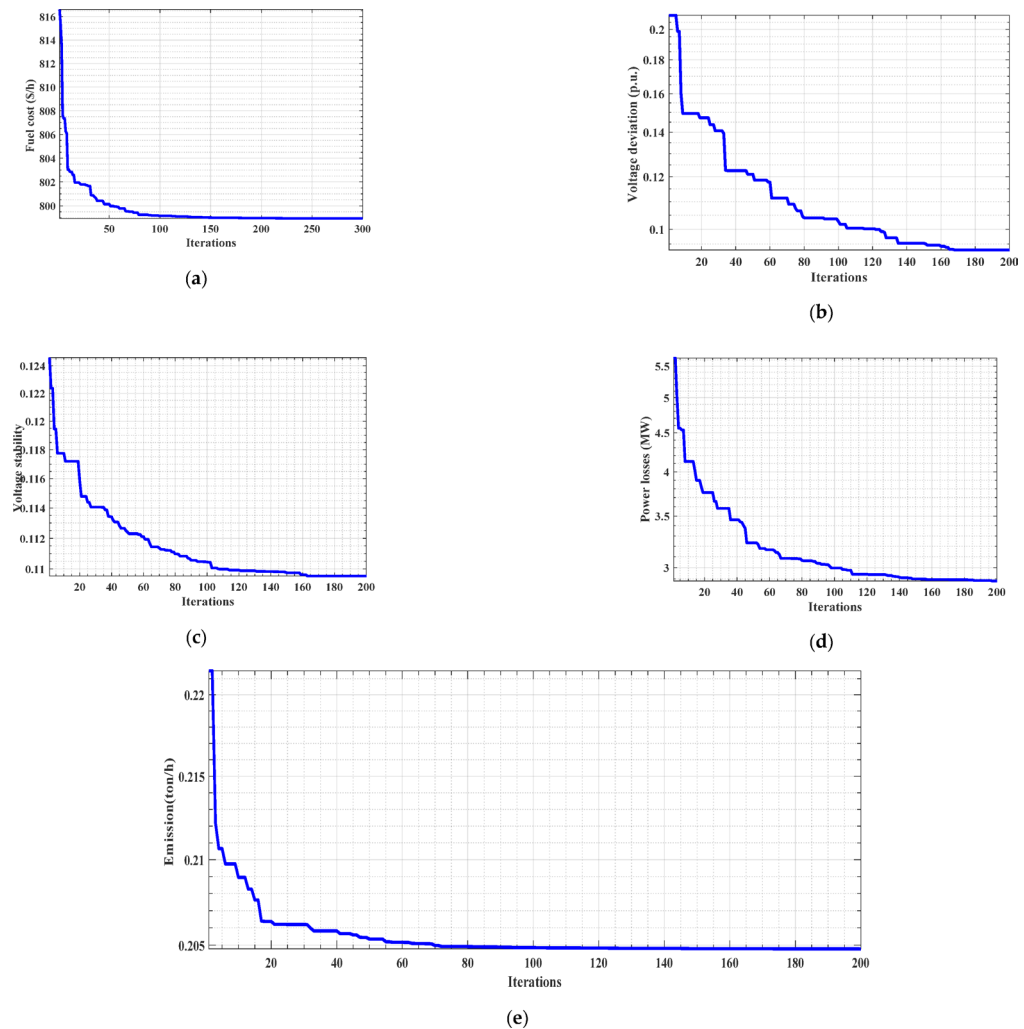 816
814
812
810
808
806
804
802
800
Fuel cost (S/h)
50 100 150 200 250 300
Iterations
(a)
0.2
0.18
0.16
0.14
0.12
0.1
Voltage deviation (p.u.)
20 40 60 80 100 120 140 160 180 200
Iterations
(b)
0.124
0.122
0.12
0.118
0.116
0.114
0.112
0.11
Voltage stability
20 40 60 80 100 120 140 160 180 200
Iterations
(c)
5.5
5
4.5
4
3.5
3
Power losses (MW)
20 40 60 80 100 120 140 160 180 200
Iterations
(d)
0.22
0.215
0.21
0.205
Emission(ton/h)
20 40 60 80 100 120 140 160 180 200
Iterations
(e)